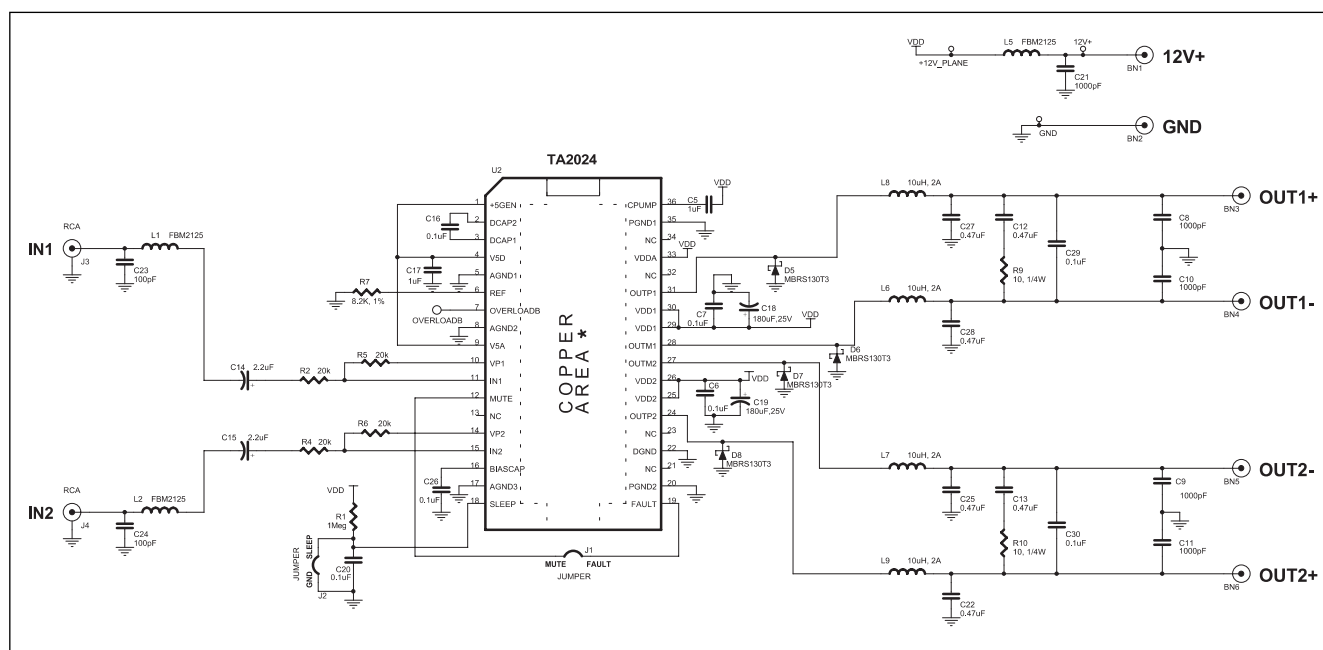 VDD
+12V_PLANE
L5 FBM2125
12V+
C21
1000pF
BN1
12V+
GND
BN2
GND
TA2024
U2
COPPER
AREA*
1 +5GEN
2 DCAP2
3 DCAP1
4 V5D
5 AGND1
6 REF
7 OVERLOADB
8 AGND2
9 V5A
10 VP1
11 IN1
12 MUTE
13 NC
14 VP2
15 IN2
16 BIASCAP
17 AGND3
18 SLEEP
CPUMP 36
PGND1 35
NC 34
VDDA 33
NC 32
OUTP1 31
VDD1 30
VDD1 29
OUTM1 28
OUTM2 27
VDD2 26
VDD2 25
OUTP2 24
NC 23
DGND 22
NC 21
PGND2 20
FAULT 19
RCA
IN1
J3
C23
100pF
L1 FBM2125
C16
0.1uF
C17
1uF
R7
8.2K, 1%
OVERLOADB
C14 2.2uF
+
R2 20k
R5 20k
C15 2.2uF
+
R4 20k
R6 20k
RCA
IN2
J4
C24
100pF
L2 FBM2125
C26
0.1uF
VDD
R1
1Meg
JUMPER
GND SLEEP
J2
C20
0.1uF
J1
MUTE FAULT
JUMPER
C5
1uF
VDD
VDD
D5
MBRS130T3
C7
0.1uF
C18
180uF,25V
+
VDD
D6
MBRS130T3
D7
MBRS130T3
C6
0.1uF
VDD
C19
180uF,25V
+
D8
MBRS130T3
L8 10uH, 2A
C27
0.47uF
C12
0.47uF
R9
10, 1/4W
C29
0.1uF
C8
1000pF
C10
1000pF
BN3
OUT1+
L6 10uH, 2A
C28
0.47uF
BN4
OUT1-
L7 10uH, 2A
C25
0.47uF
C13
0.47uF
R10
10, 1/4W
C30
0.1uF
C9
1000pF
C11
1000pF
BN5
OUT2-
L9 10uH, 2A
C22
0.47uF
BN6
OUT2+